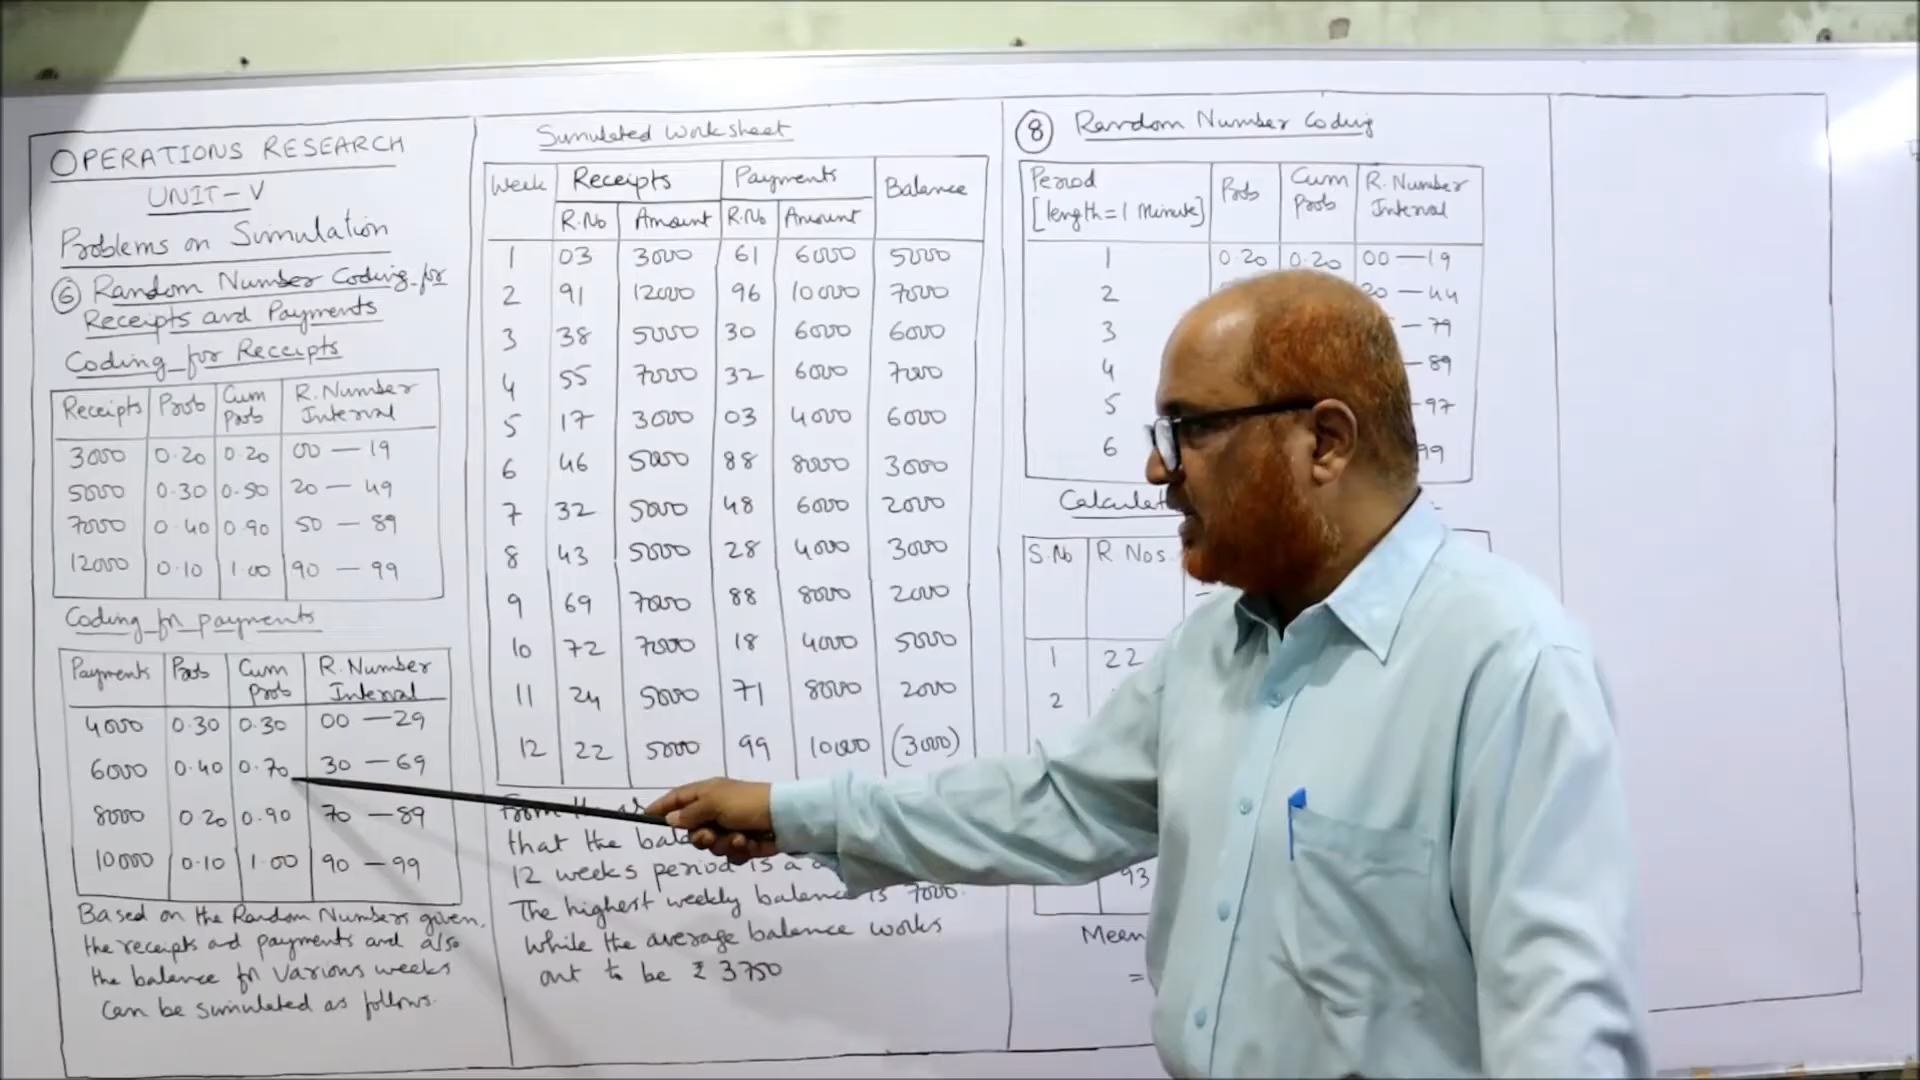 OPERATIONS RESEARCH
UNIT-V
Problems on Simulation
6 Random Number Coding for
Receipts and Payments
Coding for Receipts
Receipts Prob Cum Prob R. Number Interval
3000 0.20 0.20 00 — 19
5000 0.30 0.50 20 — 49
7000 0.40 0.90 50 — 89
12000 0.10 1.00 90 — 99
Coding for payments
Payments Prob Cum Prob R. Number Interval
4000 0.30 0.30 00 — 29
6000 0.40 0.70 30 — 69
8000 0.20 0.90 70 — 89
10000 0.10 1.00 90 — 99
Based on the Random Numbers given,
the receipts and payments and also
the balance for various weeks
can be simulated as follows.
Simulated Worksheet
Week Receipts Payments Balance
R.No Amount R.No Amount
1 03 3000 61 6000 5000
2 91 12000 96 10000 7000
3 38 5000 30 6000 6000
4 55 7000 32 6000 7000
5 17 3000 03 4000 6000
6 46 5000 88 8000 3000
7 32 5000 48 6000 2000
8 43 5000 28 4000 3000
9 69 7000 88 8000 2000
10 72 7000 18 4000 5000
11 24 5000 71 8000 2000
12 22 5000 99 10000 (3000)
From
that the
12 weeks period is a
The highest weekly balance is 7000.
While the average balance works
out to be ₹ 3750
8 Random Number Coding
Period [length = 1 Minute] Prob Cum Prob R. Number Interval
1 0.20 0.20 00 — 19
2 20 — 44
3 — 79
4 — 89
5 — 97
6 99
S.No R Nos.
1 22
2
93
=